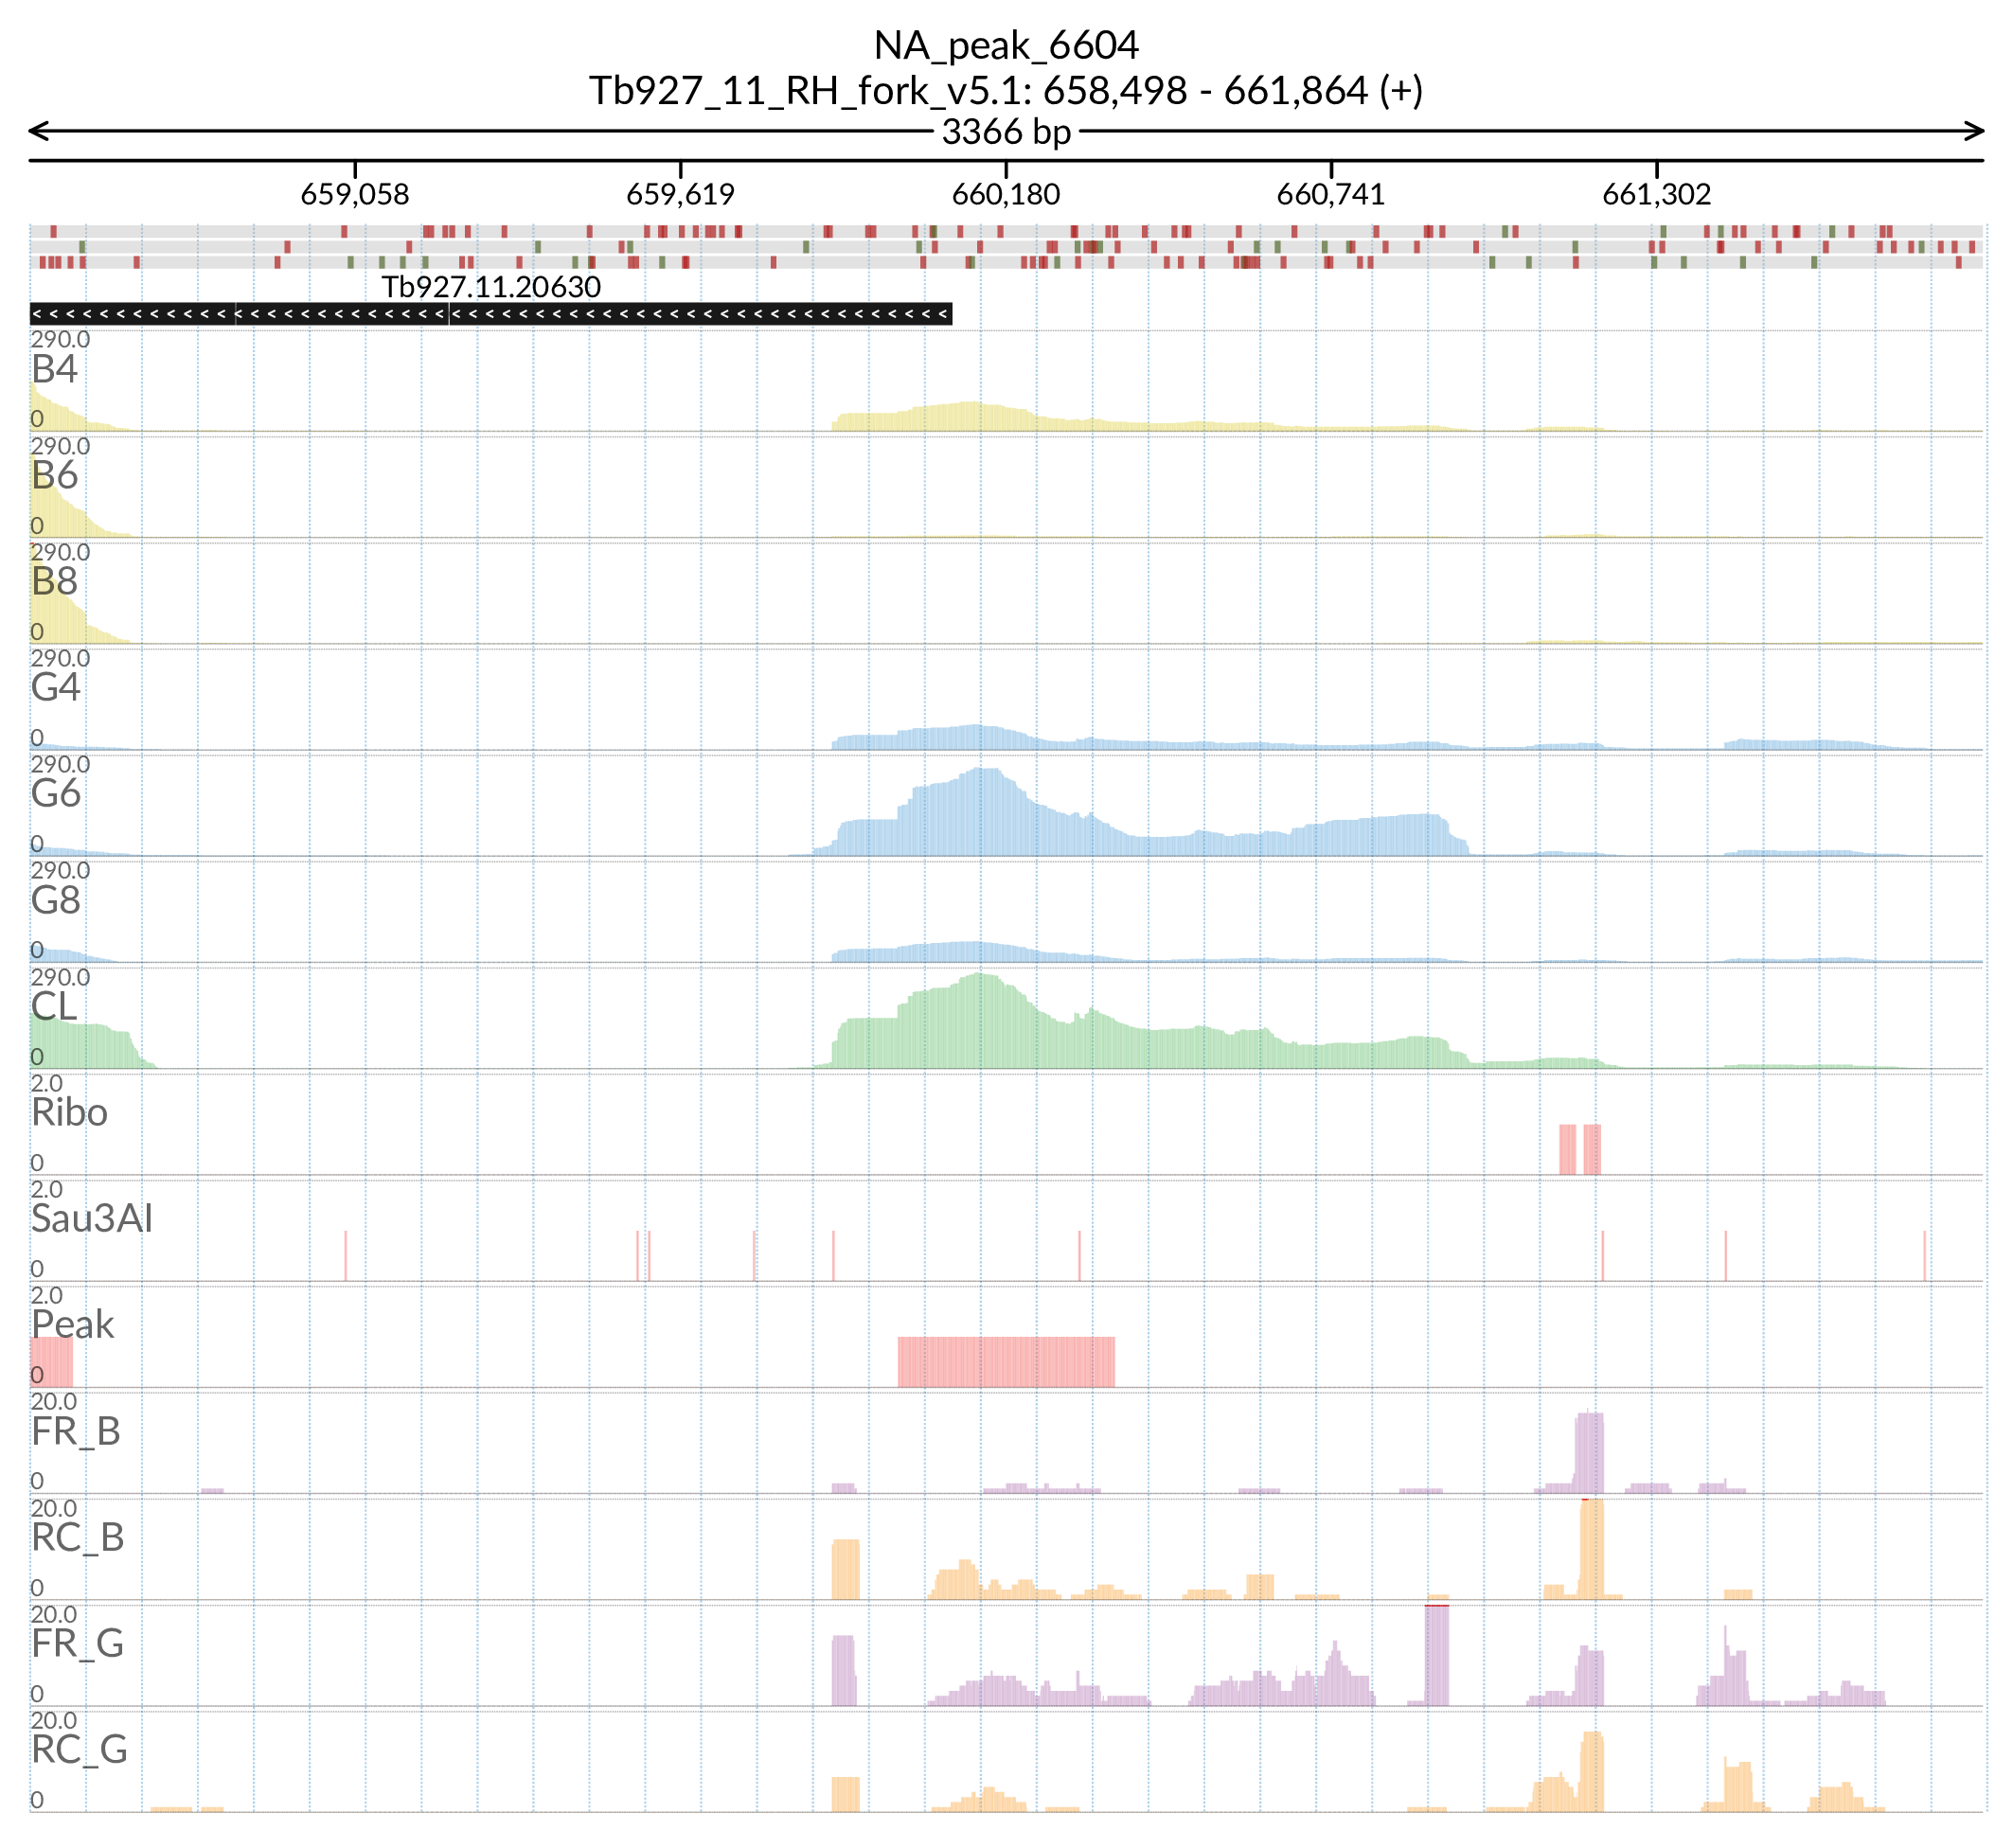 NA_peak_6604
Tb927_11_RH_fork_v5.1: 658,498 - 661,864 (+)
3366 bp
659,058 659,619 660,180 660,741 661,302
Tb927.11.20630
290.0
B4
0
290.0
B6
0
290.0
B8
0
290.0
G4
0
290.0
G6
0
290.0
G8
0
290.0
CL
0
2.0
Ribo
0
2.0
Sau3AI
0
2.0
Peak
0
20.0
FR_B
0
20.0
RC_B
0
20.0
FR_G
0
20.0
RC_G
0